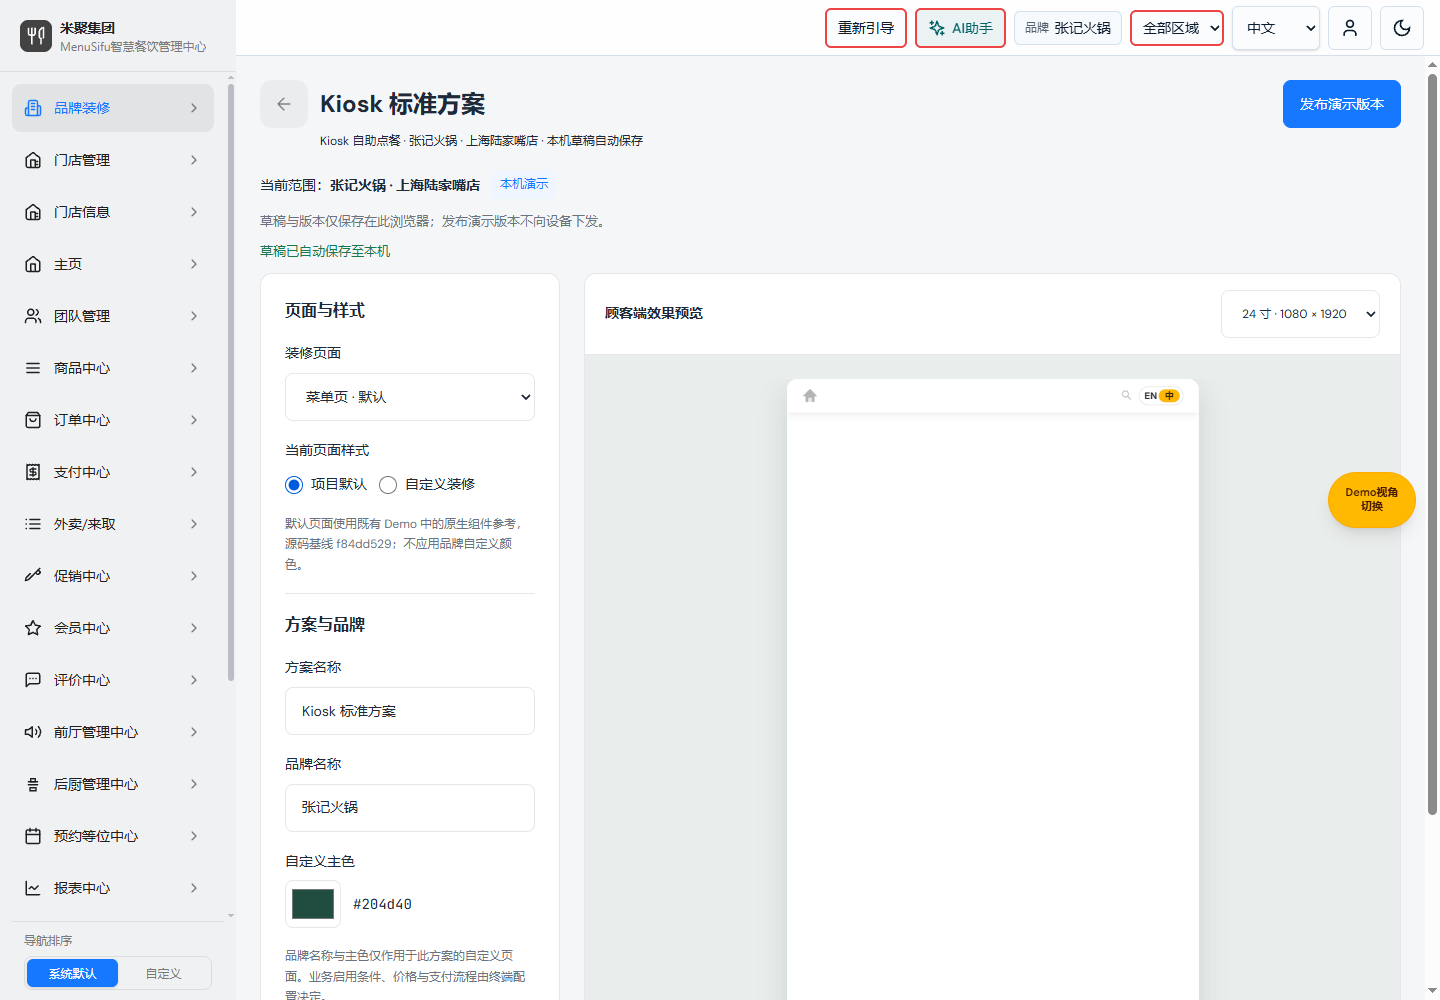 米聚集团
MenuSifu智慧餐饮管理中心
重新引导
AI助手
品牌 张记火锅
全部区域
中文
品牌装修
门店管理
门店信息
主页
团队管理
商品中心
订单中心
支付中心
外卖/来取
促销中心
会员中心
评价中心
前厅管理中心
后厨管理中心
预约等位中心
报表中心
导航排序
系统默认
自定义
Kiosk 标准方案
Kiosk 自助点餐 · 张记火锅 · 上海陆家嘴店 · 本机草稿自动保存
发布演示版本
当前范围：张记火锅 · 上海陆家嘴店
本机演示
草稿与版本仅保存在此浏览器；发布演示版本不向设备下发。
草稿已自动保存至本机
页面与样式
装修页面
菜单页 · 默认
当前页面样式
项目默认
自定义装修
默认页面使用既有 Demo 中的原生组件参考，
源码基线 f84dd529；不应用品牌自定义颜
色。
方案与品牌
方案名称
Kiosk 标准方案
品牌名称
张记火锅
自定义主色
#204d40
品牌名称与主色仅作用于此方案的自定义页
面。业务启用条件、价格与支付流程由终端配
置决定。
顾客端效果预览
24 寸 · 1080 × 1920
EN 中
Demo视角
切换